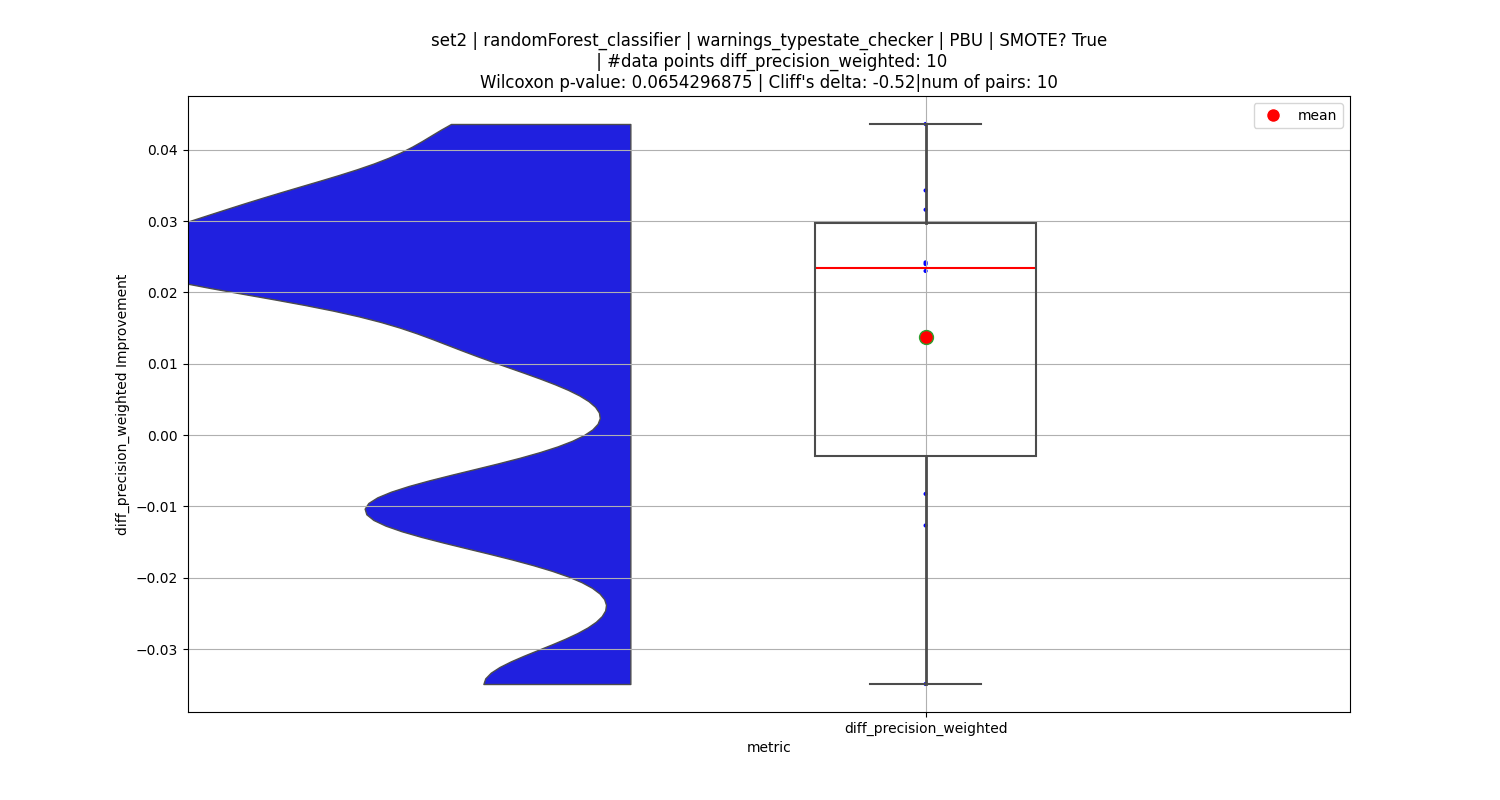 set2 | randomForest_classifier | warnings_typestate_checker | PBU | SMOTE? True
| #data points diff_precision_weighted: 10
Wilcoxon p-value: 0.0654296875 | Cliff's delta: -0.52|num of pairs: 10
mean
0.04
0.03
0.02
0.01
0.00
−0.01
−0.02
−0.03
diff_precision_weighted Improvement
diff_precision_weighted
metric